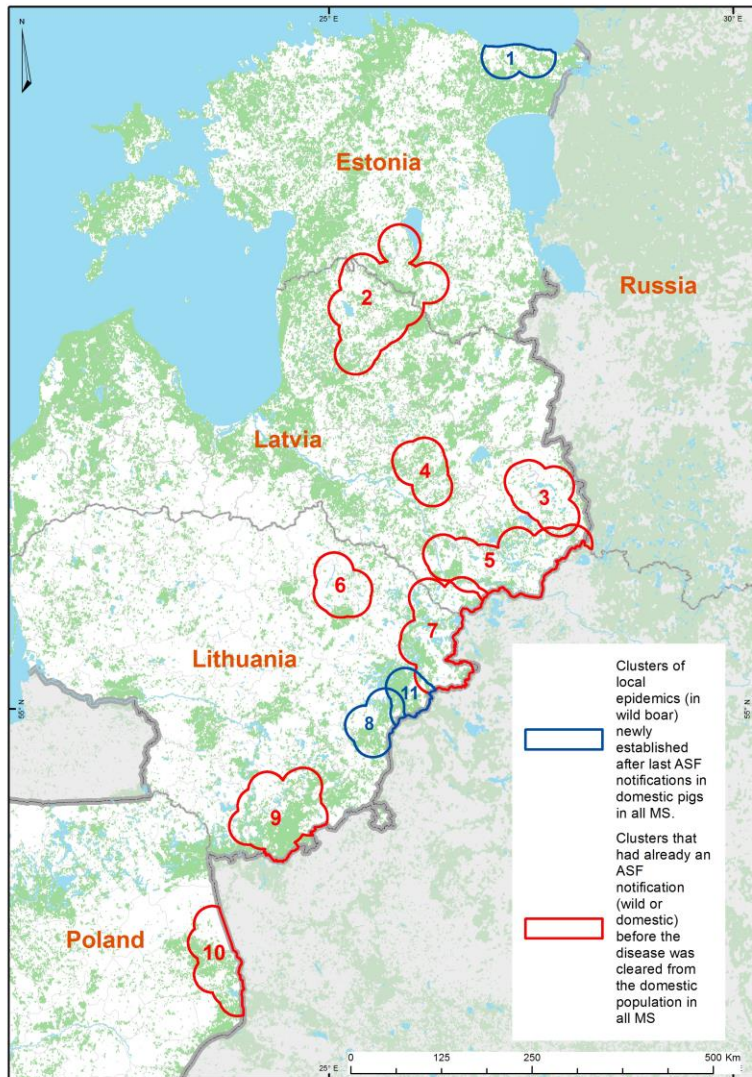 25° E
30° E
N
1
Estonia
2
Russia
Latvia
4
3
5
6
7
Lithuania
11
8
55° N
55° N
9
Poland
10
Clusters of
local
epidemics (in
wild boar)
newly
established
after last ASF
notifications in
domestic pigs
in all MS.
Clusters that
had already an
ASF
notification
(wild or
domestic)
before the
disease was
cleared from
the domestic
population in
all MS
25° E
0
125
250
500 Km